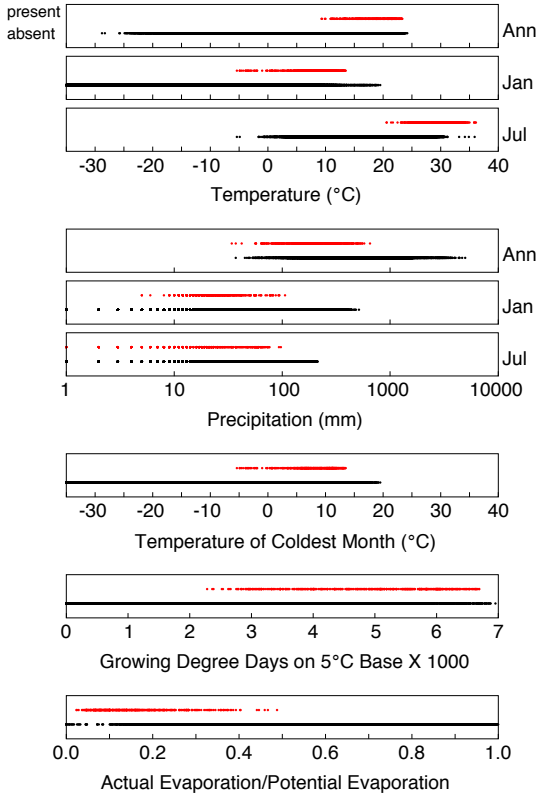 present
absent
Ann
Jan
Jul
-30 -20 -10 0 10 20 30 40
Temperature (°C)
Ann
Jan
Jul
1 10 100 1000 10000
Precipitation (mm)
-30 -20 -10 0 10 20 30 40
Temperature of Coldest Month (°C)
0 1 2 3 4 5 6 7
Growing Degree Days on 5°C Base X 1000
0.0 0.2 0.4 0.6 0.8 1.0
Actual Evaporation/Potential Evaporation